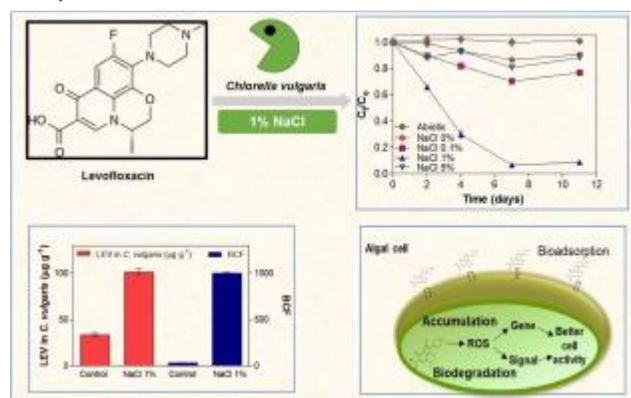 F
O
N
N
N
HO
O
O
Levofloxacin
Chlorella vulgaris
1% NaCl
C/C₀
1.0
0.8
0.6
0.4
0.2
0.0
Abiotic
NaCl 0%
NaCl 0.1%
NaCl 1%
NaCl 5%
0 2 4 6 8 10 12
Time (days)
LEV in C. vulgaris (µg g⁻¹)
BCF
LEV in C. vulgaris (µg g⁻¹)
100
50
0
1000
500
0
BCF
Control NaCl 1% Control NaCl 1%
Algal cell
Bioadsorption
Accumulation
ROS
Gene
Signal
Better
cell
activity
Biodegradation